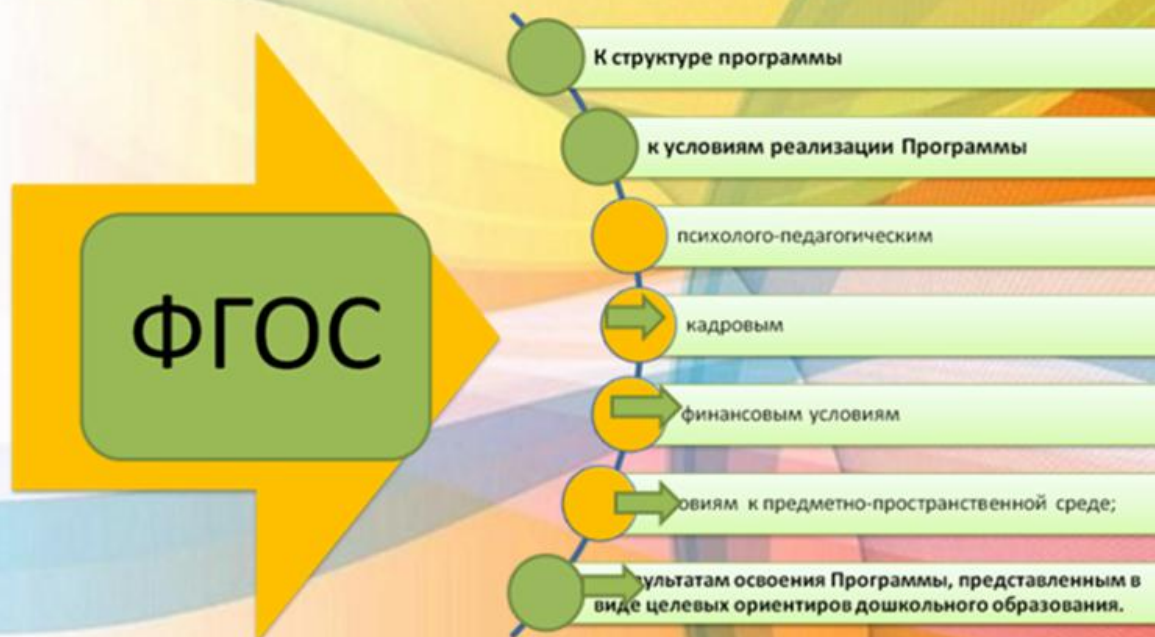 ФГОС
К структуре программы
к условиям реализации Программы
психолого-педагогическим
кадровым
финансовым условиям
овиям к предметно-пространственной среде;
ультатам освоения Программы, представленным в
виде целевых ориентиров дошкольного образования.